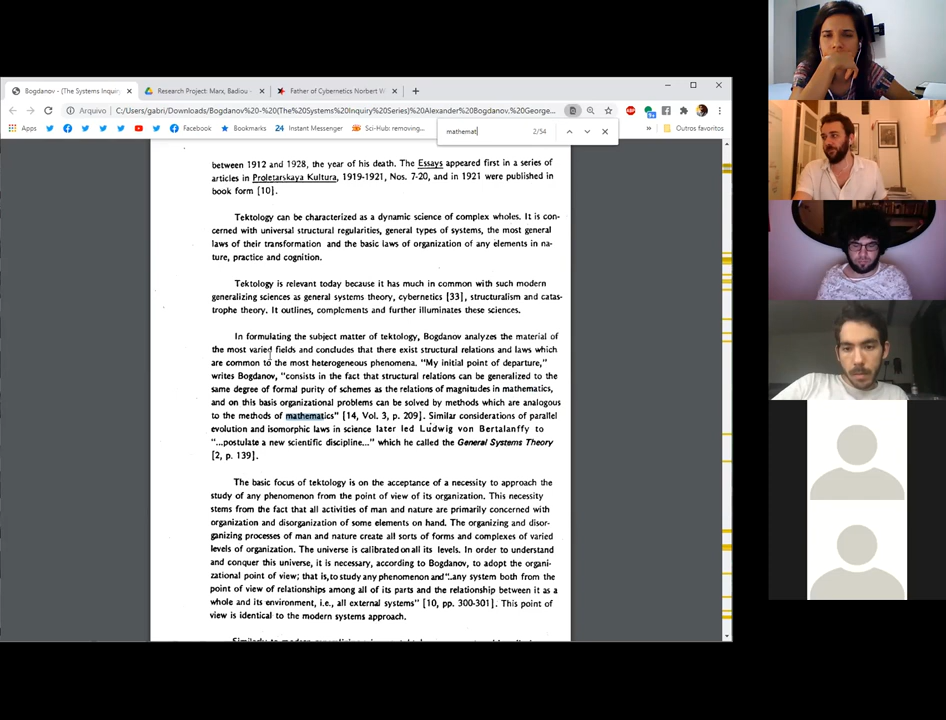 Bogdanov - (The Systems Inquir
Research Project: Marx, Badiou -
Father of Cybernetics Norbert W
Arquivo | C:/Users/gabri/Downloads/Bogdanov%20-%20(The%20Systems%20Inquiry%20Series)%20Alexander%20Bogdanov,%20George...
Apps
Facebook
Bookmarks
24 Instant Messenger
Sci-Hub: removing...
»
Outros favoritos
mathemat
2/54
between 1912 and 1928, the year of his death. The Essays appeared first in a series of
articles in Proletarskaya Kultura, 1919-1921, Nos. 7-20, and in 1921 were published in
book form [10].
Tektology can be characterized as a dynamic science of complex wholes. It is con-
cerned with universal structural regularities, general types of systems, the most general
laws of their transformation and the basic laws of organization of any elements in na-
ture, practice and cognition.
Tektology is relevant today because it has much in common with such modern
generalizing sciences as general systems theory, cybernetics [33], structuralism and catas-
trophe theory. It outlines, complements and further illuminates these sciences.
In formulating the subject matter of tektology, Bogdanov analyzes the material of
the most varied fields and concludes that there exist structural relations and laws which
are common to the most heterogeneous phenomena. "My initial point of departure,"
writes Bogdanov, "consists in the fact that structural relations can be generalized to the
same degree of formal purity of schemes as the relations of magnitudes in mathematics,
and on this basis organizational problems can be solved by methods which are analogous
to the methods of mathematics" [14, Vol. 3, p. 209]. Similar considerations of parallel
evolution and isomorphic laws in science later led Ludwig von Bertalanffy to
"...postulate a new scientific discipline..." which he called the General Systems Theory
[2, p. 139].
The basic focus of tektology is on the acceptance of a necessity to approach the
study of any phenomenon from the point of view of its organization. This necessity
stems from the fact that all activities of man and nature are primarily concerned with
organization and disorganization of some elements on hand. The organizing and disor-
ganizing processes of man and nature create all sorts of forms and complexes of varied
levels of organization. The universe is calibrated on all its levels. In order to understand
and conquer this universe, it is necessary, according to Bogdanov, to adopt the organi-
zational point of view; that is, to study any phenomenon and "..any system both from the
point of view of relationships among all of its parts and the relationship between it as a
whole and its environment, i.e., all external systems" [10, pp. 300-301]. This point of
view is identical to the modern systems approach.